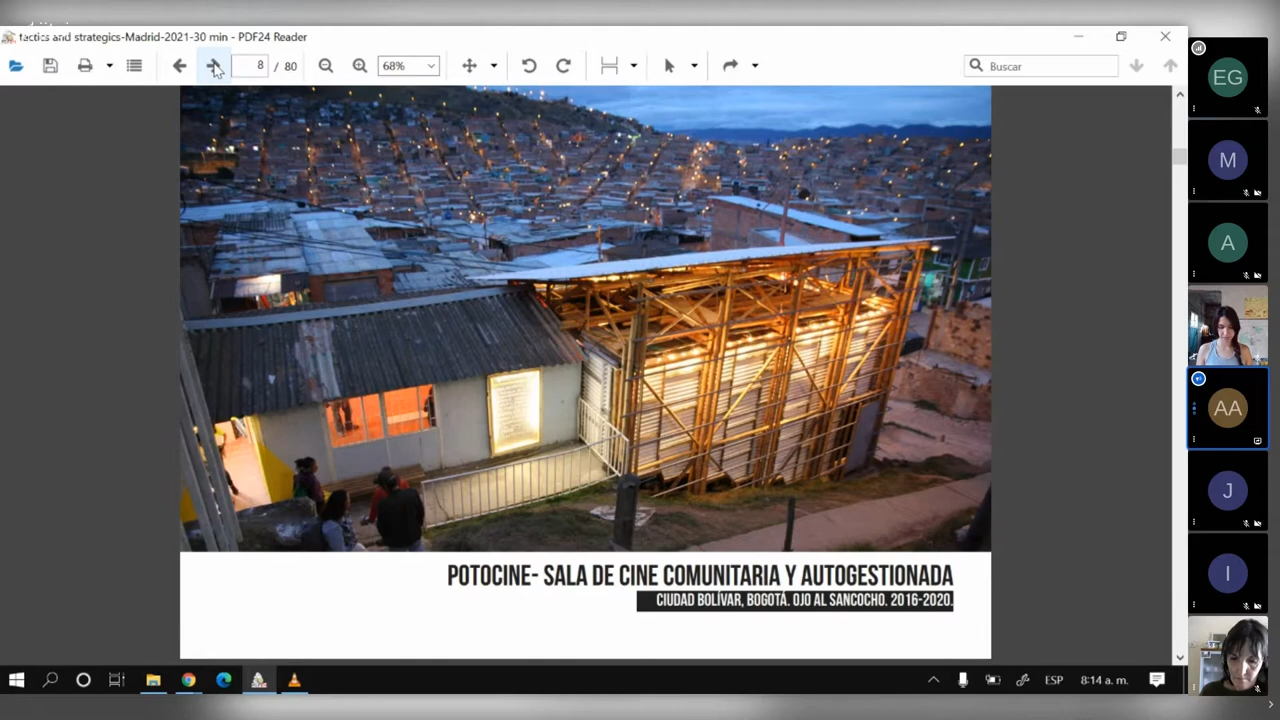 tactics and strategics-Madrid-2021-30 min - PDF24 Reader
8 / 80
68%
Buscar
EG
M
A
AA
J
I
POTOCINE- SALA DE CINE COMUNITARIA Y AUTOGESTIONADA
CIUDAD BOLÍVAR, BOGOTÁ. OJO AL SANCOCHO. 2016-2020.
ESP
8:14 a. m.